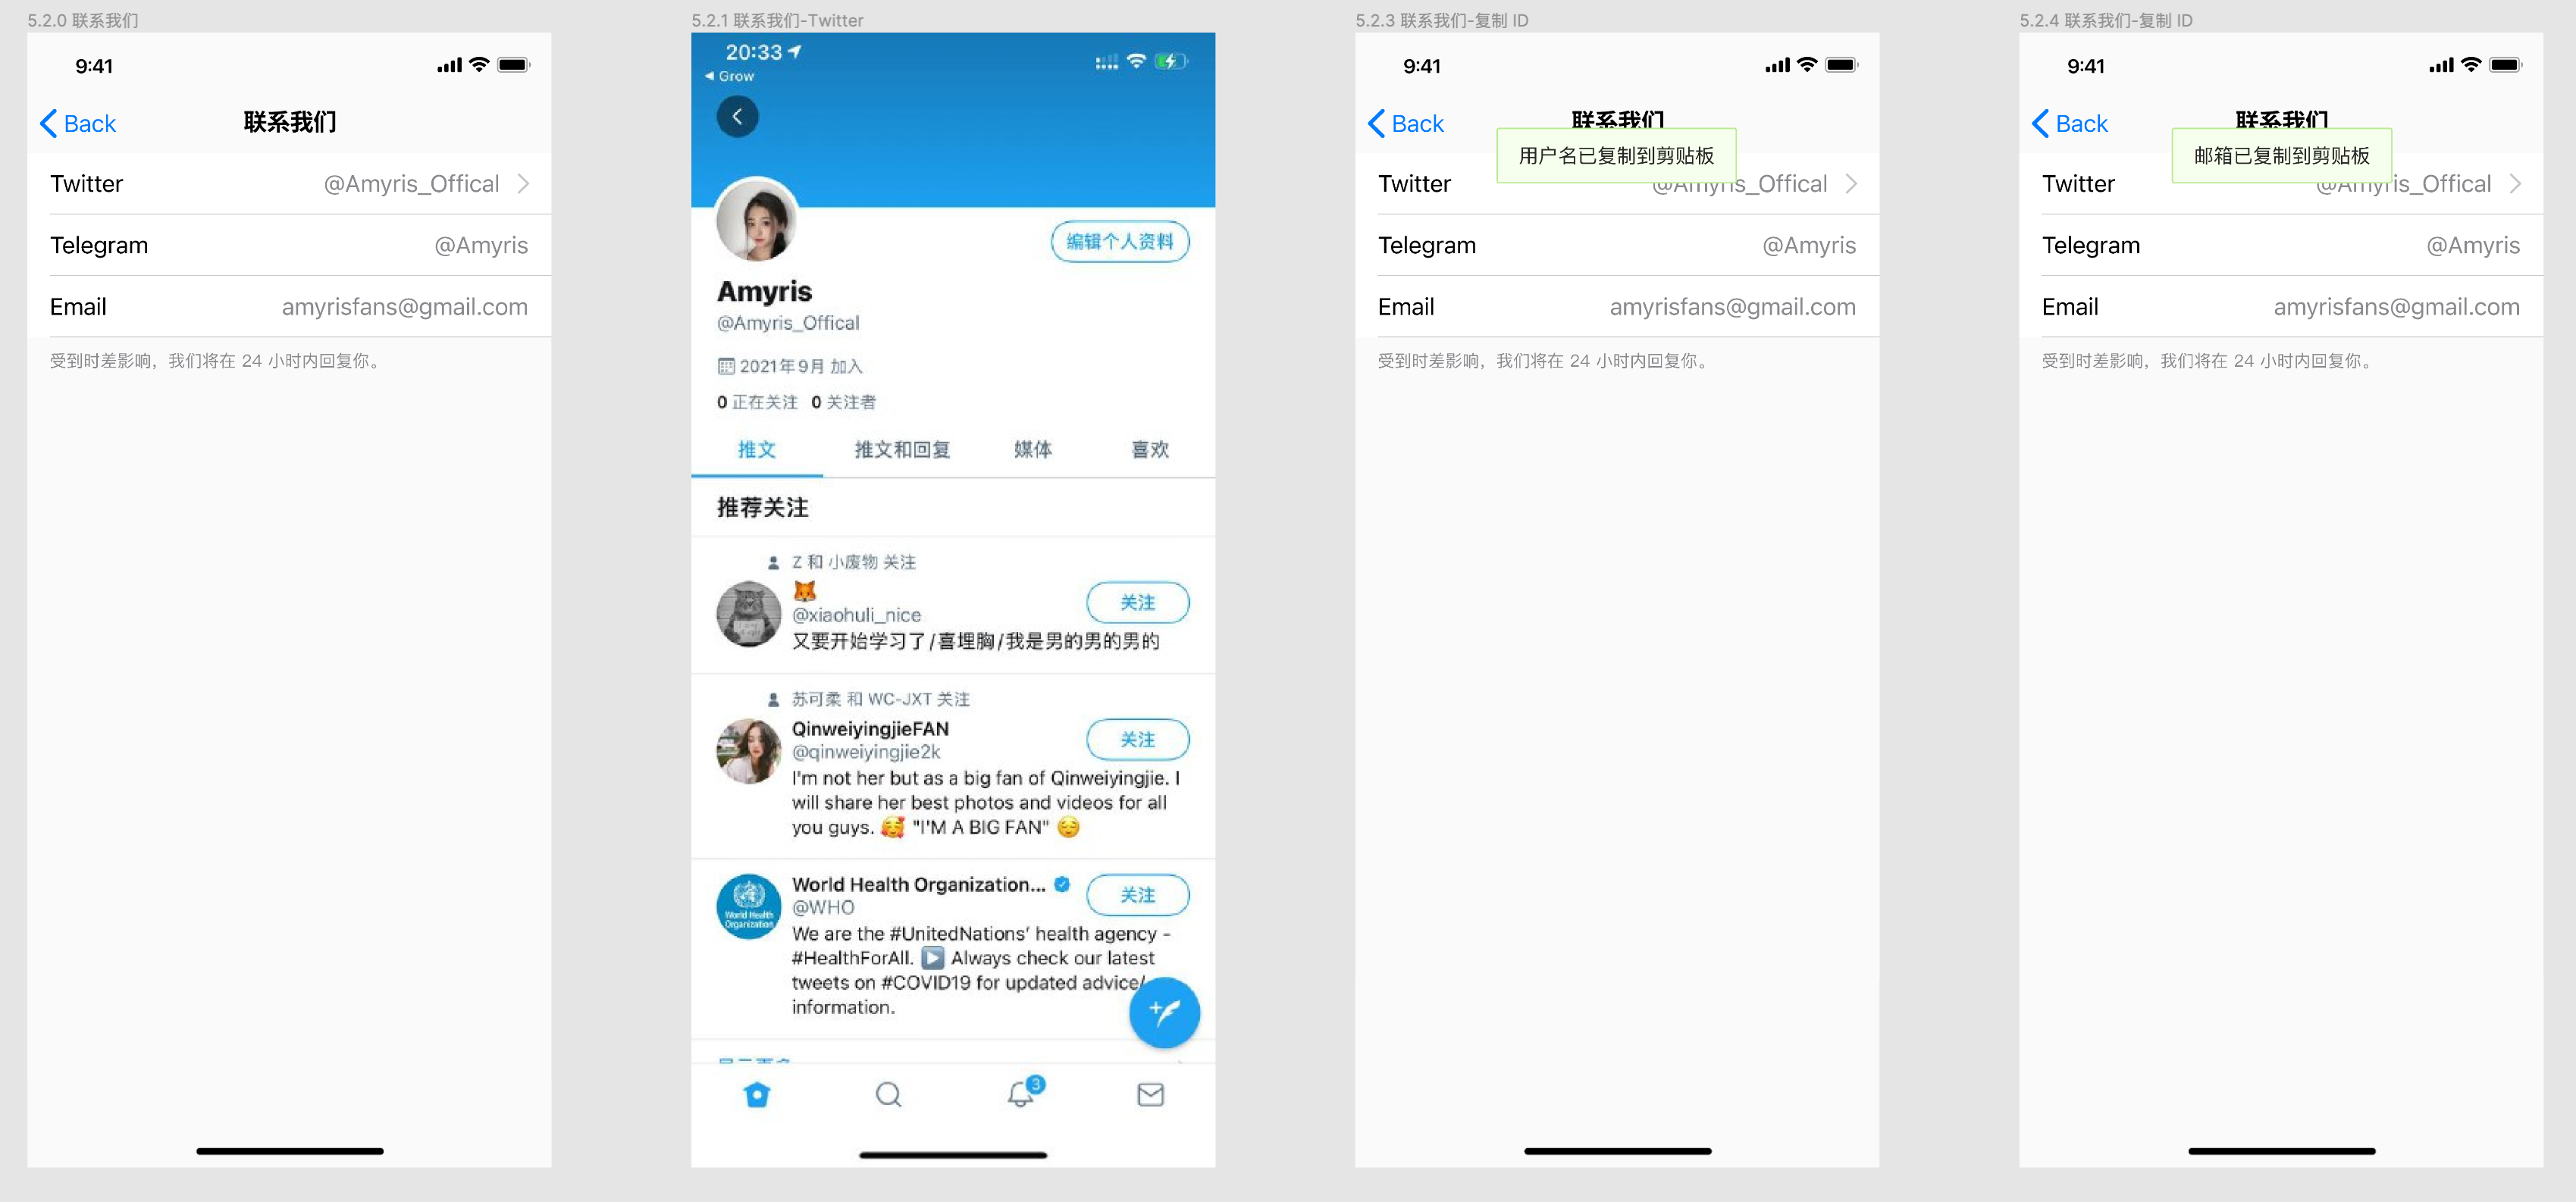 5.2.0 联系我们
9:41
Back
联系我们
Twitter
@Amyris_Offical
Telegram
@Amyris
Email
amyrisfans@gmail.com
受到时差影响，我们将在 24 小时内回复你。
5.2.1 联系我们-Twitter
20:33
Grow
编辑个人资料
Amyris
@Amyris_Offical
2021年9月 加入
0 正在关注 0 关注者
推文
推文和回复
媒体
喜欢
推荐关注
Z 和 小废物 关注
🦊
@xiaohuli_nice
关注
又要开始学习了/喜埋胸/我是男的男的男的
苏可柔 和 WC-JXT 关注
QinweiyingjieFAN
@qinweiyingjie2k
关注
I'm not her but as a big fan of Qinweiyingjie. I
will share her best photos and videos for all
you guys. 🥰 "I'M A BIG FAN" 😌
World Health Organization...
@WHO
关注
World Health
Organization
We are the #UnitedNations’ health agency -
#HealthForAll. ▶️ Always check our latest
tweets on #COVID19 for updated advice/
information.
3
5.2.3 联系我们-复制 ID
9:41
Back
联系我们
用户名已复制到剪贴板
Twitter
@Amyris_Offical
Telegram
@Amyris
Email
amyrisfans@gmail.com
受到时差影响，我们将在 24 小时内回复你。
5.2.4 联系我们-复制 ID
9:41
Back
联系我们
邮箱已复制到剪贴板
Twitter
@Amyris_Offical
Telegram
@Amyris
Email
amyrisfans@gmail.com
受到时差影响，我们将在 24 小时内回复你。